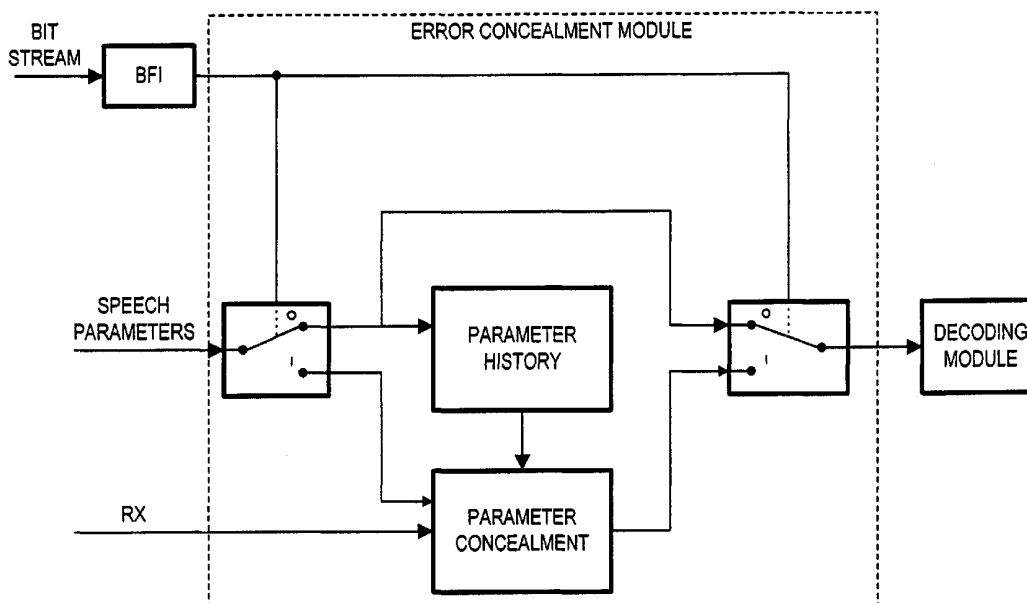 ERROR CONCEALMENT MODULE
BIT
STREAM
BFI
SPEECH
PARAMETERS
O
I
PARAMETER
HISTORY
O
I
DECODING
MODULE
RX
PARAMETER
CONCEALMENT